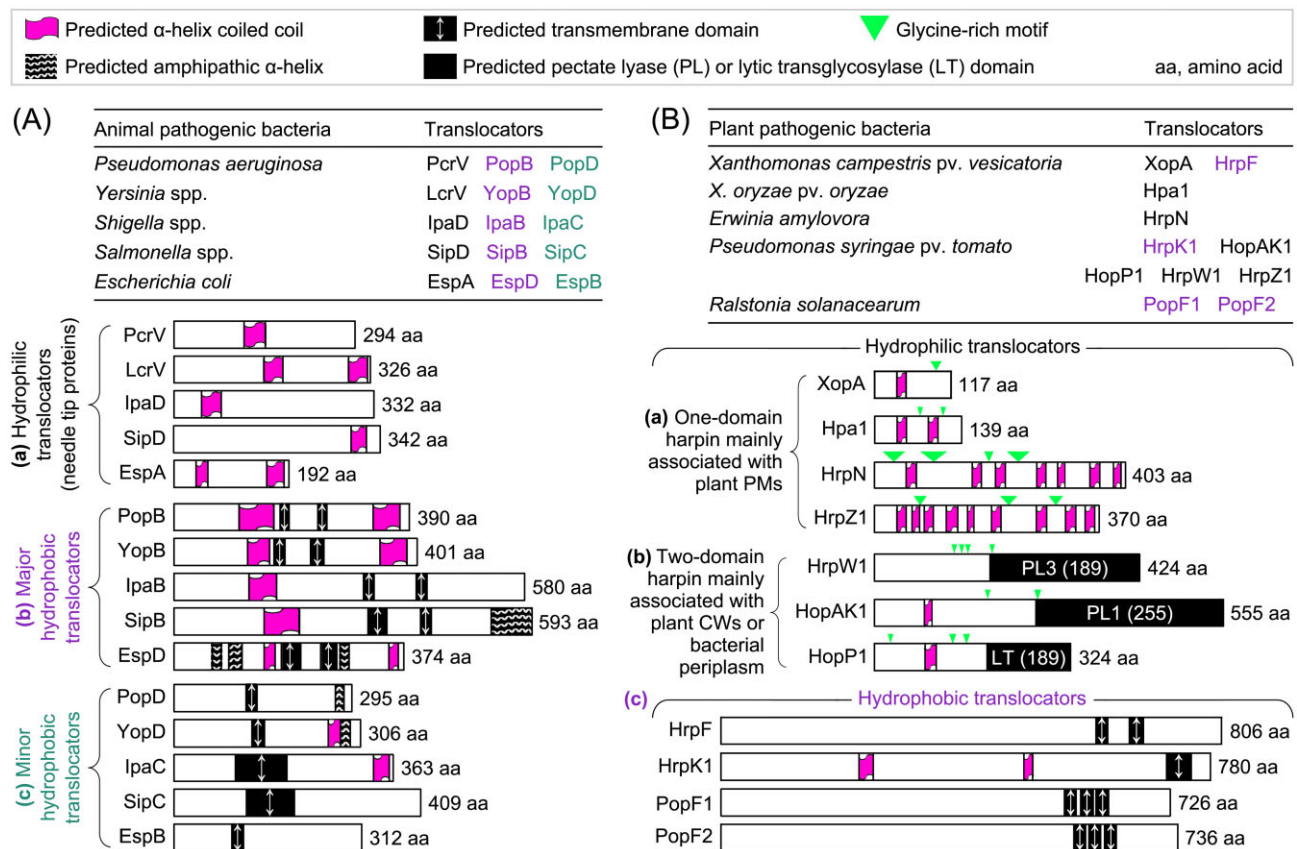 Predicted α-helix coiled coil
Predicted transmembrane domain
Glycine-rich motif
Predicted amphipathic α-helix
Predicted pectate lyase (PL) or lytic transglycosylase (LT) domain
aa, amino acid
(A)
Animal pathogenic bacteria Translocators
Pseudomonas aeruginosa PcrV PopB PopD
Yersinia spp. LcrV YopB YopD
Shigella spp. IpaD IpaB IpaC
Salmonella spp. SipD SipB SipC
Escherichia coli EspA EspD EspB
(a) Hydrophilic
translocators
(needle tip proteins)
PcrV 294 aa
LcrV 326 aa
IpaD 332 aa
SipD 342 aa
EspA 192 aa
(b) Major
hydrophobic
translocators
PopB 390 aa
YopB 401 aa
IpaB 580 aa
SipB 593 aa
EspD 374 aa
(c) Minor
hydrophobic
translocators
PopD 295 aa
YopD 306 aa
IpaC 363 aa
SipC 409 aa
EspB 312 aa
(B)
Plant pathogenic bacteria Translocators
Xanthomonas campestris pv. vesicatoria XopA HrpF
X. oryzae pv. oryzae Hpa1
Erwinia amylovora HrpN
Pseudomonas syringae pv. tomato HrpK1 HopAK1
HopP1 HrpW1 HrpZ1
Ralstonia solanacearum PopF1 PopF2
Hydrophilic translocators
(a) One-domain
harpin mainly
associated with
plant PMs
XopA 117 aa
Hpa1 139 aa
HrpN 403 aa
HrpZ1 370 aa
(b) Two-domain
harpin mainly
associated with
plant CWs or
bacterial
periplasm
HrpW1 PL3 (189) 424 aa
HopAK1 PL1 (255) 555 aa
HopP1 LT (189) 324 aa
(c) Hydrophobic translocators
HrpF 806 aa
HrpK1 780 aa
PopF1 726 aa
PopF2 736 aa